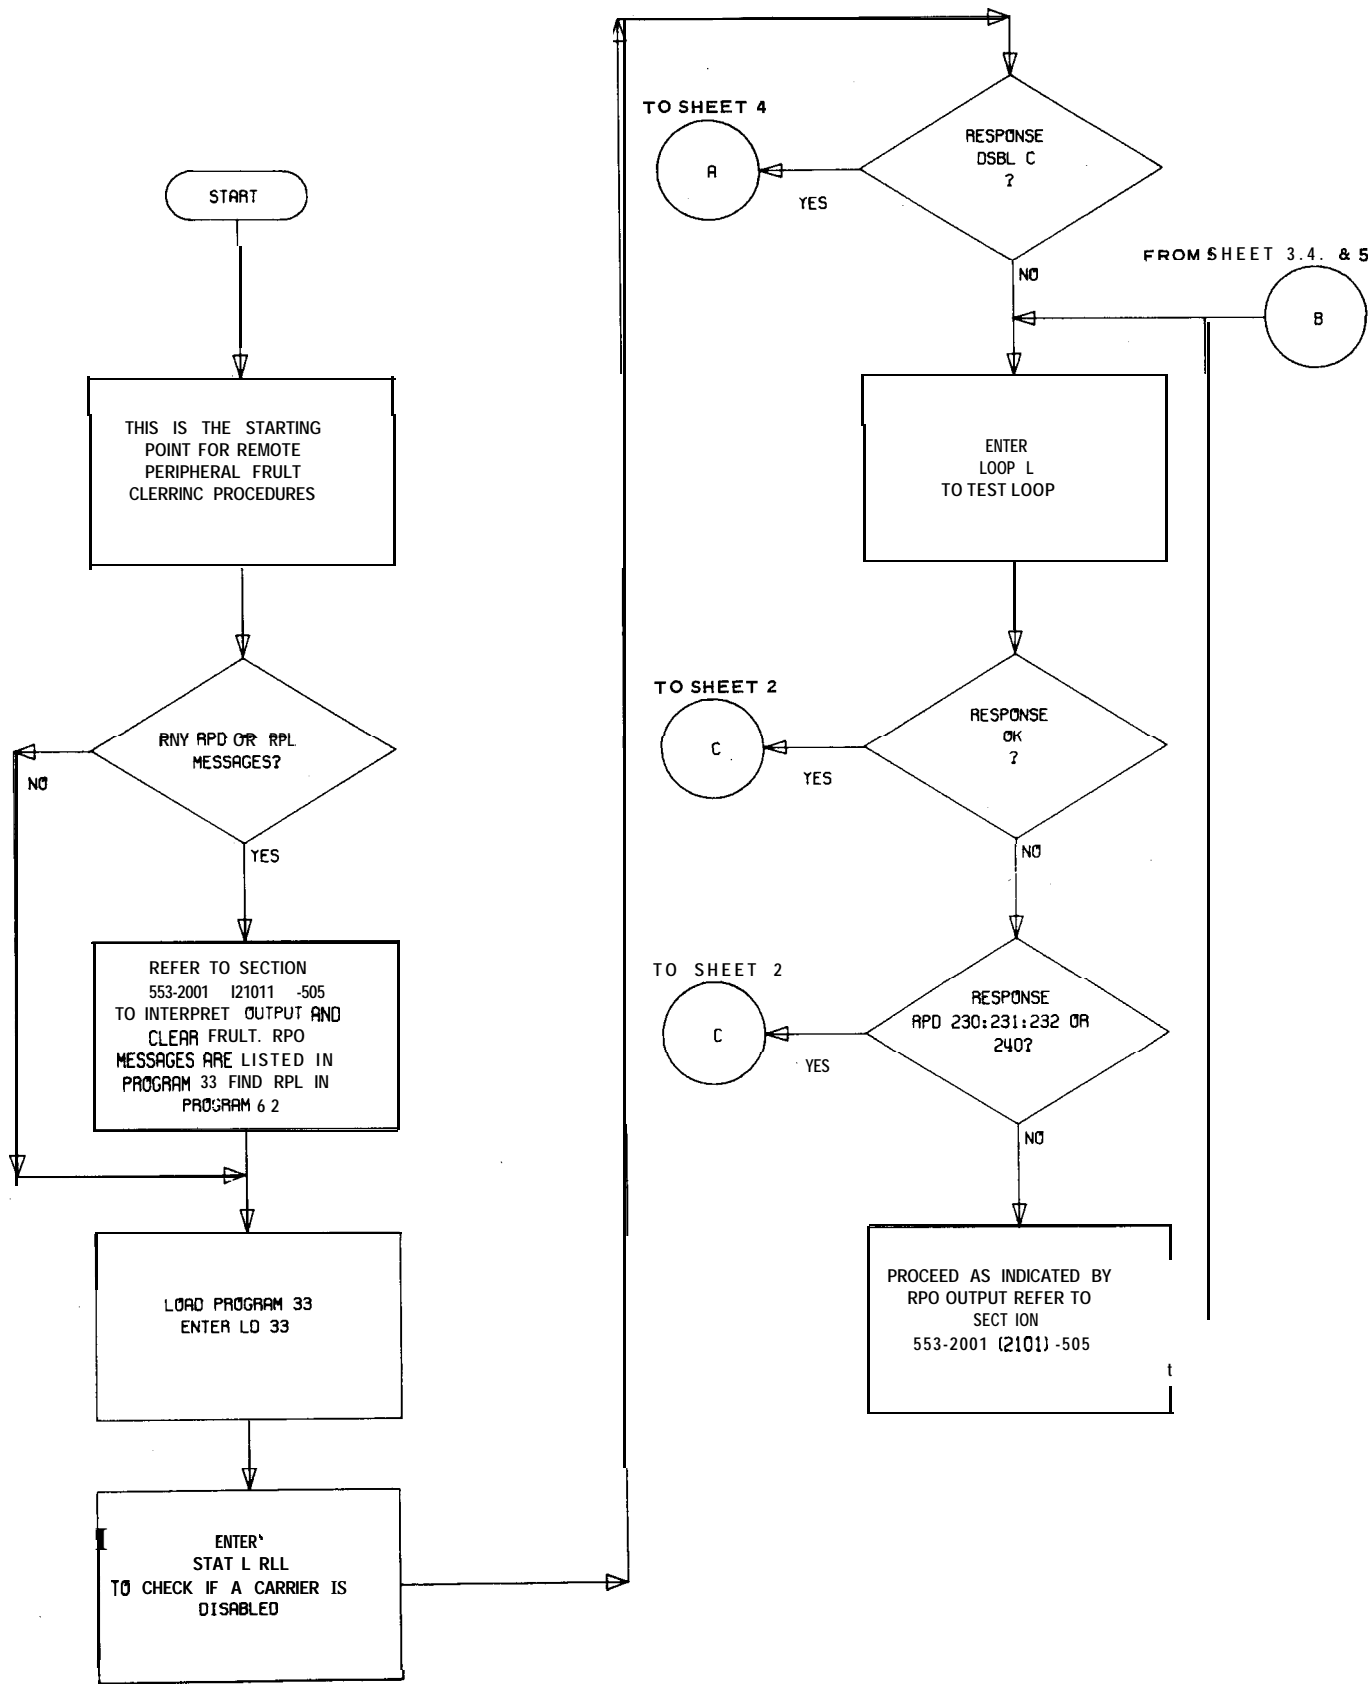 START
THIS IS THE STARTING
POINT FOR REMOTE
PERIPHERAL FRULT
CLERRINC PROCEDURES
RNY RPD OR RPL
MESSAGES?
NO
YES
REFER TO SECTION
553-2001 I21011 -505
TO INTERPRET OUTPUT AND
CLEAR FRULT. RPO
MESSAGES ARE LISTED IN
PROGRAM 33 FIND RPL IN
PROGRAM 6 2
LOAD PROGRAM 33
ENTER LD 33
ENTER
STAT L RLL
TO CHECK IF A CARRIER IS
DISABLED
RESPONSE
DSBL C
?
TO SHEET 4
A
YES
NO
FROM SHEET 3.4. & 5
B
ENTER
LOOP L
TO TEST LOOP
RESPONSE
OK
?
TO SHEET 2
C
YES
NO
RESPONSE
RPD 230:231:232 OR
240?
TO SHEET 2
C
YES
NO
PROCEED AS INDICATED BY
RPO OUTPUT REFER TO
SECT ION
553-2001 (2101) -505
t